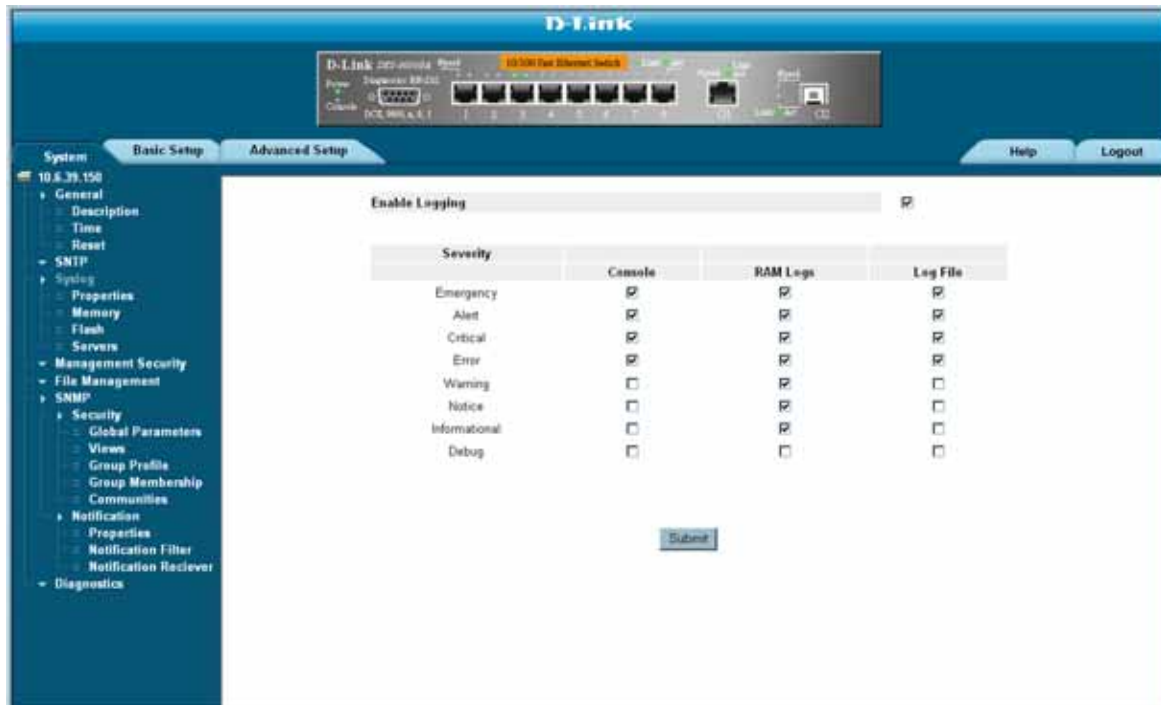 D-Link
D-Link
10/100 Fast Ethernet Switch
Power
Console
1 2 3 4 5 6 7 8
System
Basic Setup
Advanced Setup
Help
Logout
10.6.39.150
General
Description
Time
Reset
SNTP
Syslog
Properties
Memory
Flash
Servers
Management Security
File Management
SNMP
Security
Global Parameters
Views
Group Profile
Group Membership
Communities
Notification
Properties
Notification Filter
Notification Reciever
Diagnostics
Enable Logging
Severity
Console RAM Logs Log File
Emergency
Alert
Critical
Error
Warning
Notice
Informational
Debug
Submit